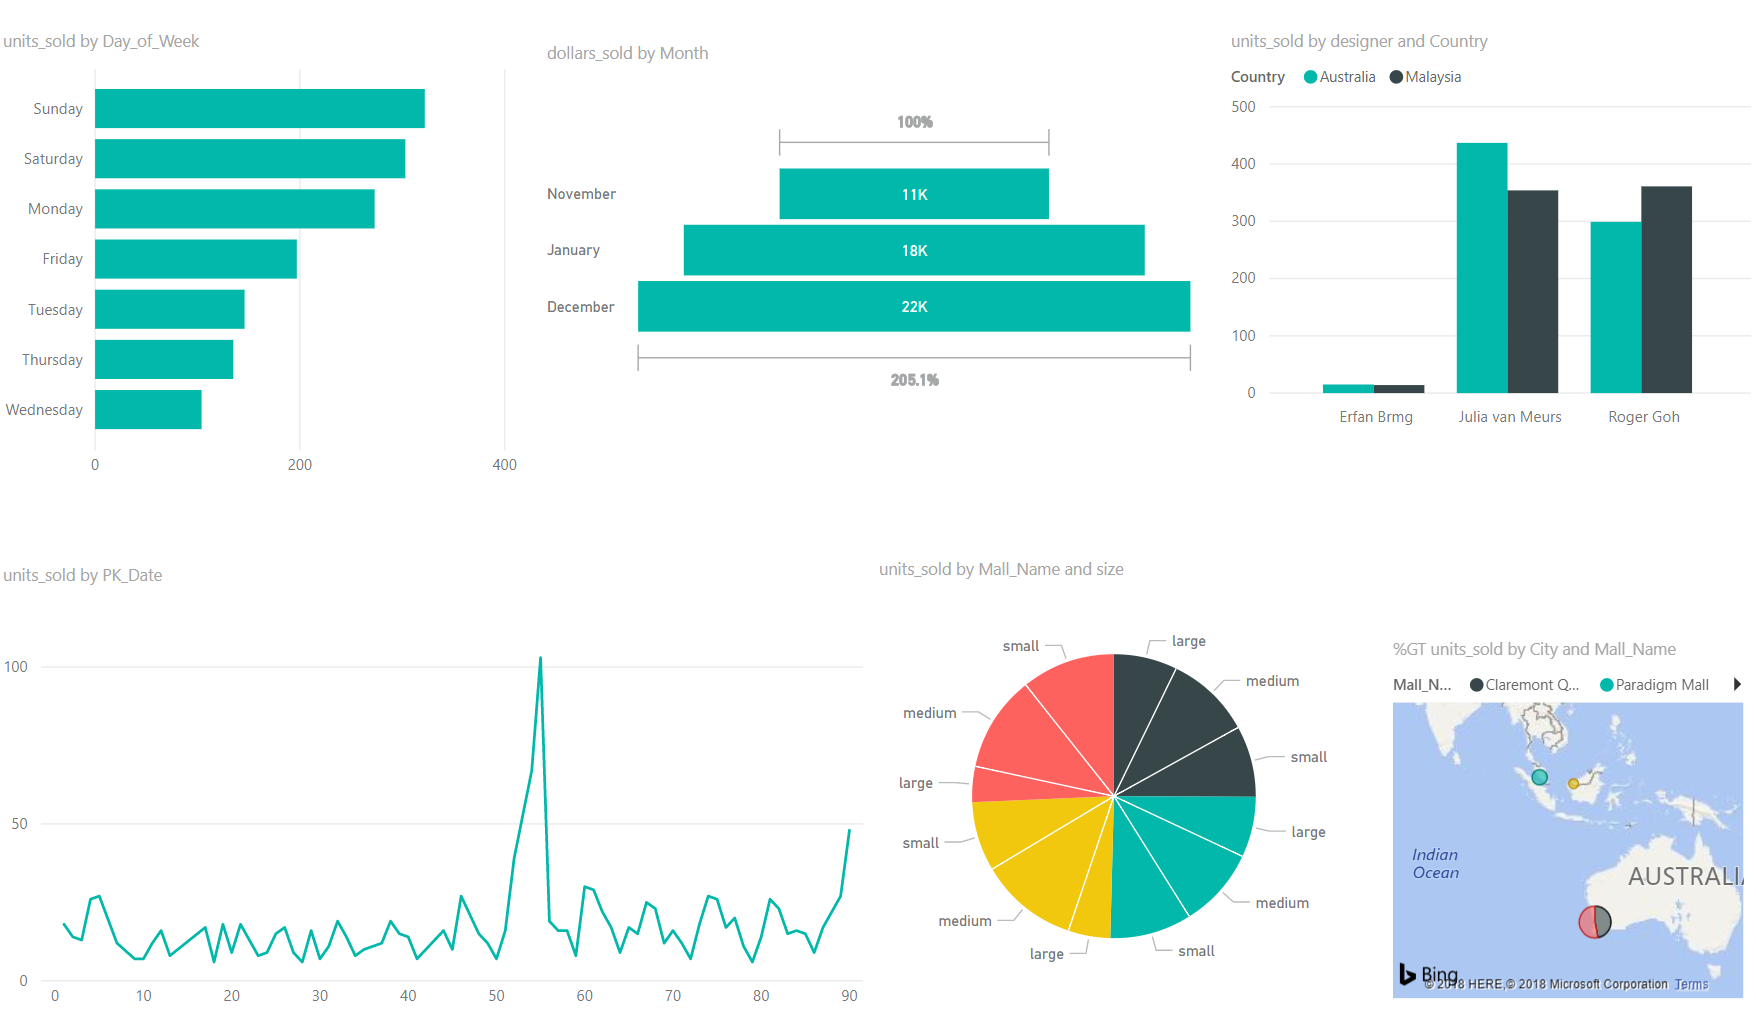 units_sold by Day_of_Week
Sunday
Saturday
Monday
Friday
Tuesday
Thursday
Wednesday
0 200 400
dollars_sold by Month
100%
November 11K
January 18K
December 22K
205.1%
units_sold by designer and Country
Country Australia Malaysia
500
400
300
200
100
0
Erfan Brmg Julia van Meurs Roger Goh
units_sold by PK_Date
100
50
0
0 10 20 30 40 50 60 70 80 90
units_sold by Mall_Name and size
large
medium
small
large
medium
small
large
medium
small
large
medium
small
%GT units_sold by City and Mall_Name
Mall_N... Claremont Q... Paradigm Mall
Indian
Ocean
AUSTRALIA
Bing
© 2018 HERE,© 2018 Microsoft Corporation Terms